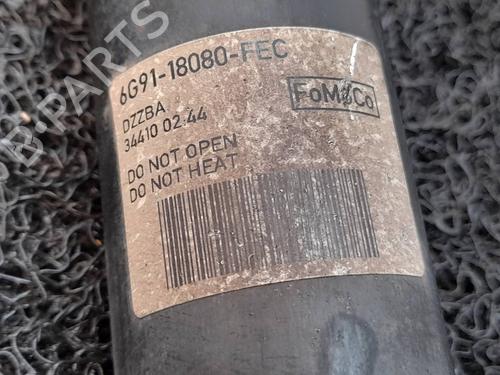 6G91-18080-FEC
FoMoCo
DZZBA
34410 02.44
DO NOT OPEN
DO NOT HEAT
B-PARTS